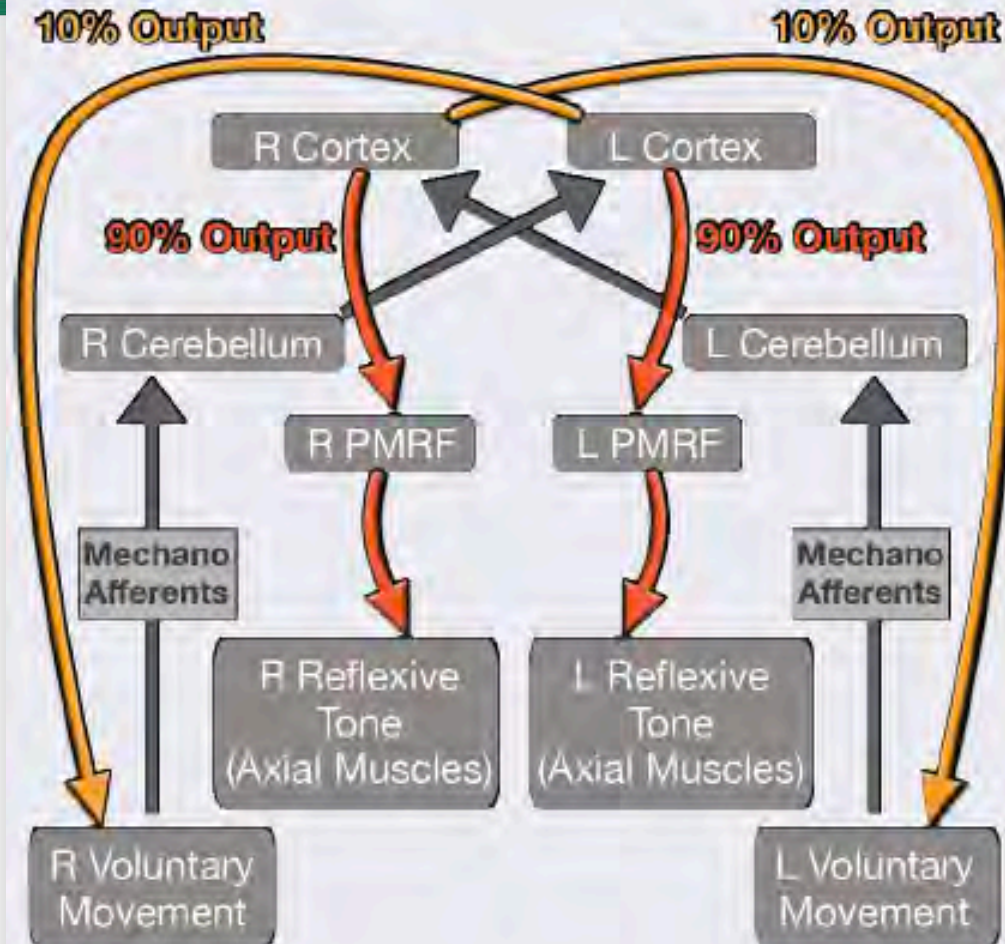 10% Output
10% Output
R Cortex
L Cortex
90% Output
90% Output
R Cerebellum
L Cerebellum
R PMRF
L PMRF
Mechano
Afferents
Mechano
Afferents
R Reflexive
Tone
(Axial Muscles)
L Reflexive
Tone
(Axial Muscles)
R Voluntary
Movement
L Voluntary
Movement